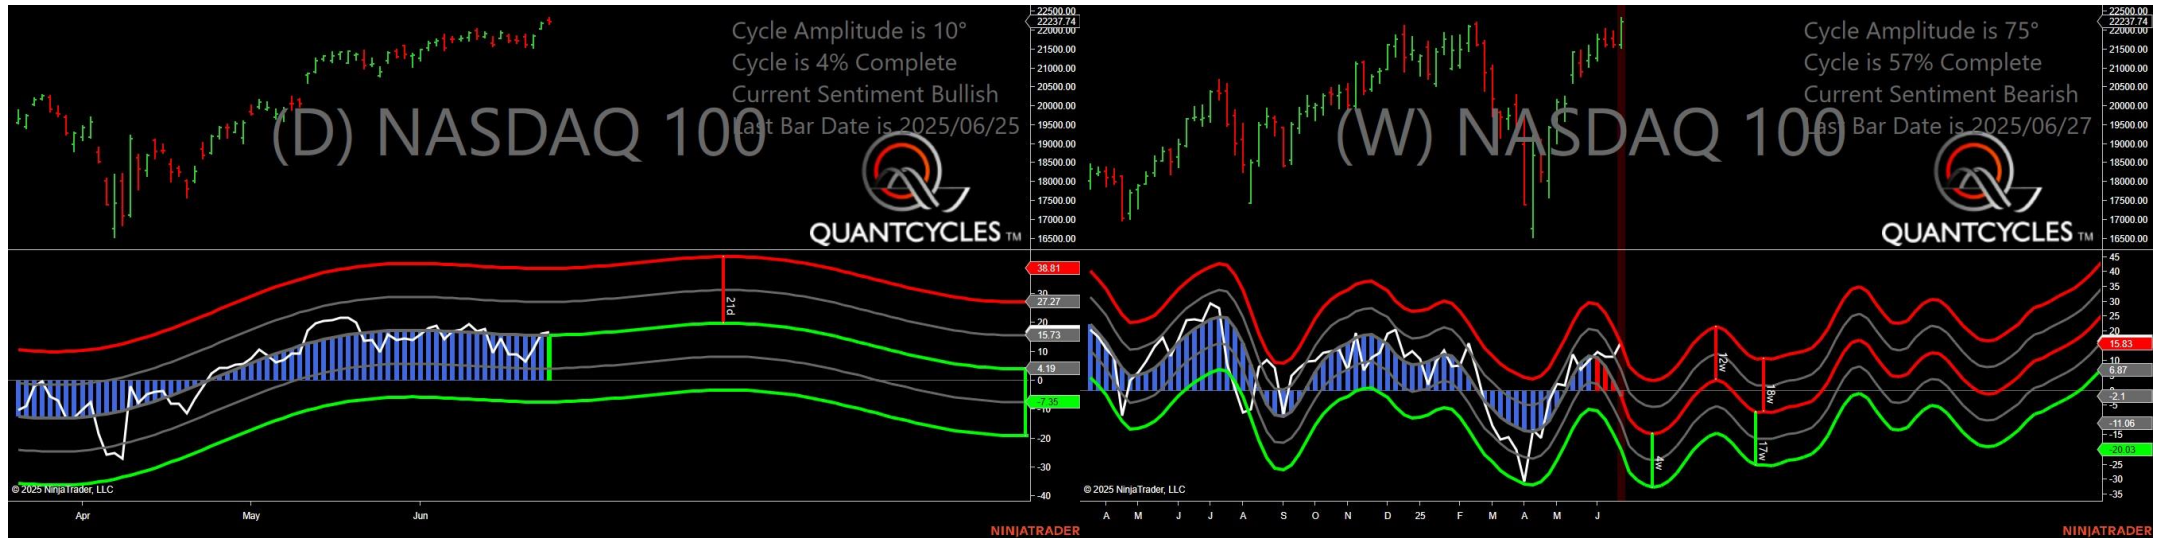 Cycle Amplitude is 10°
Cycle is 4% Complete
Current Sentiment Bullish
Last Bar Date is 2025/06/25
(D) NASDAQ 100
QUANTCYCLES TM
22500.00
22237.74
22000.00
21500.00
21000.00
20500.00
20000.00
19500.00
19000.00
18500.00
18000.00
17500.00
17000.00
16500.00
38.81
30
27.27
20
15.73
10
4.19
0
-7.35
-10
-20
-30
-40
21d
© 2025 NinjaTrader, LLC
Apr May Jun
NINJATRADER
Cycle Amplitude is 75°
Cycle is 57% Complete
Current Sentiment Bearish
Last Bar Date is 2025/06/27
(W) NASDAQ 100
QUANTCYCLES TM
22500.00
22237.74
22000.00
21500.00
21000.00
20500.00
20000.00
19500.00
19000.00
18500.00
18000.00
17500.00
17000.00
16500.00
45
40
35
30
25
20
15.83
10
6.87
0
-2.1
-5
-11.06
-15
-20.03
-25
-30
-35
12w
18w
4w
17w
© 2025 NinjaTrader, LLC
A M J J A S O N D 25 F M A M J
NINJATRADER